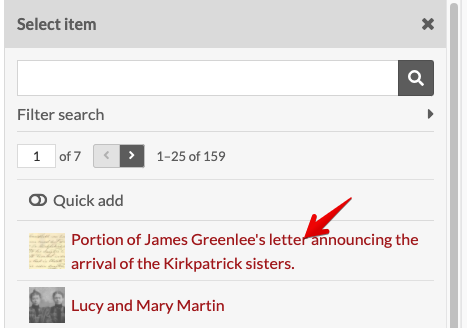 Select item
Filter search
1 of 7 1–25 of 159
Quick add
Portion of James Greenlee's letter announcing the
arrival of the Kirkpatrick sisters.
Lucy and Mary Martin